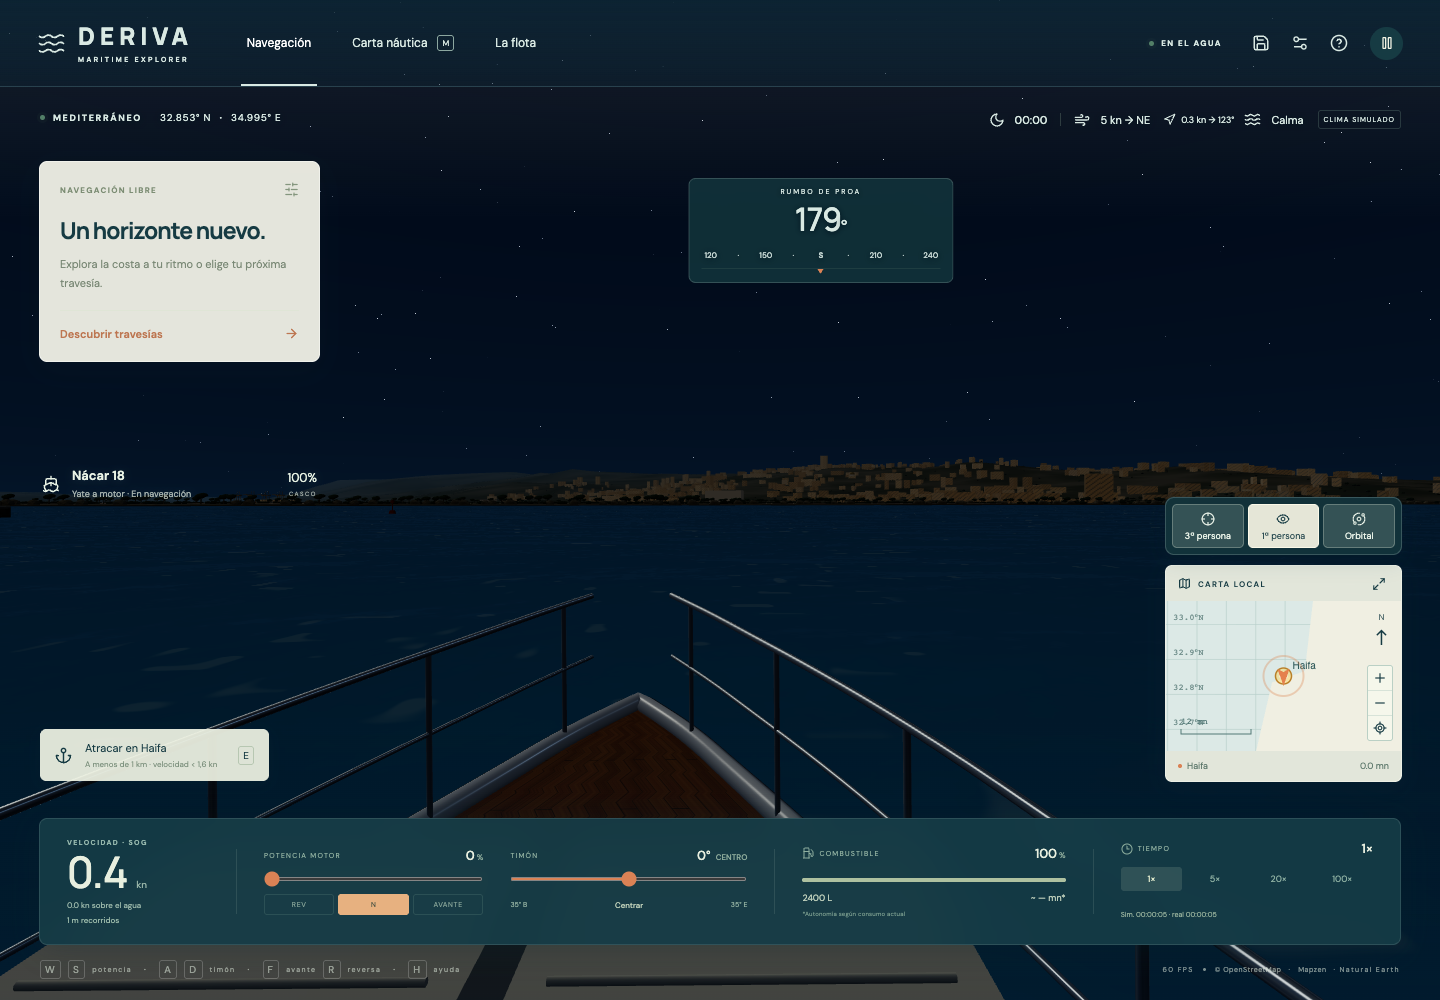 DERIVA
MARITIME EXPLORER
Navegación
Carta náutica M
La flota
EN EL AGUA
MEDITERRÁNEO 32.853° N · 34.995° E
00:00
5 kn → NE
0.3 kn → 123°
Calma
CLIMA SIMULADO
NAVEGACIÓN LIBRE
Un horizonte nuevo.
Explora la costa a tu ritmo o elige tu próxima
travesía.
Descubrir travesías →
RUMBO DE PROA
179°
120 · 150 · S · 210 · 240
Nácar 18
Yate a motor · En navegación
100%
CASCO
3ª persona
1ª persona
Orbital
CARTA LOCAL
33.0°N
32.9°N
32.8°N
N
Haifa
+
−
Haifa 0.0 mn
Atracar en Haifa
A menos de 1 km · velocidad < 1,6 kn
E
VELOCIDAD · SOG
0.4 kn
0.0 kn sobre el agua
1 m recorridos
POTENCIA MOTOR 0 %
REV N AVANTE
TIMÓN 0° CENTRO
35° B Centrar 35° E
COMBUSTIBLE 100 %
2400 L ~ — mn*
*Autonomía según consumo actual
TIEMPO 1×
1× 5× 20× 100×
Sim. 00:00:05 · real 00:00:05
W S potencia · A D timón · F avante R reversa · H ayuda
60 FPS • © OpenStreetMap · Mapzen · Natural Earth